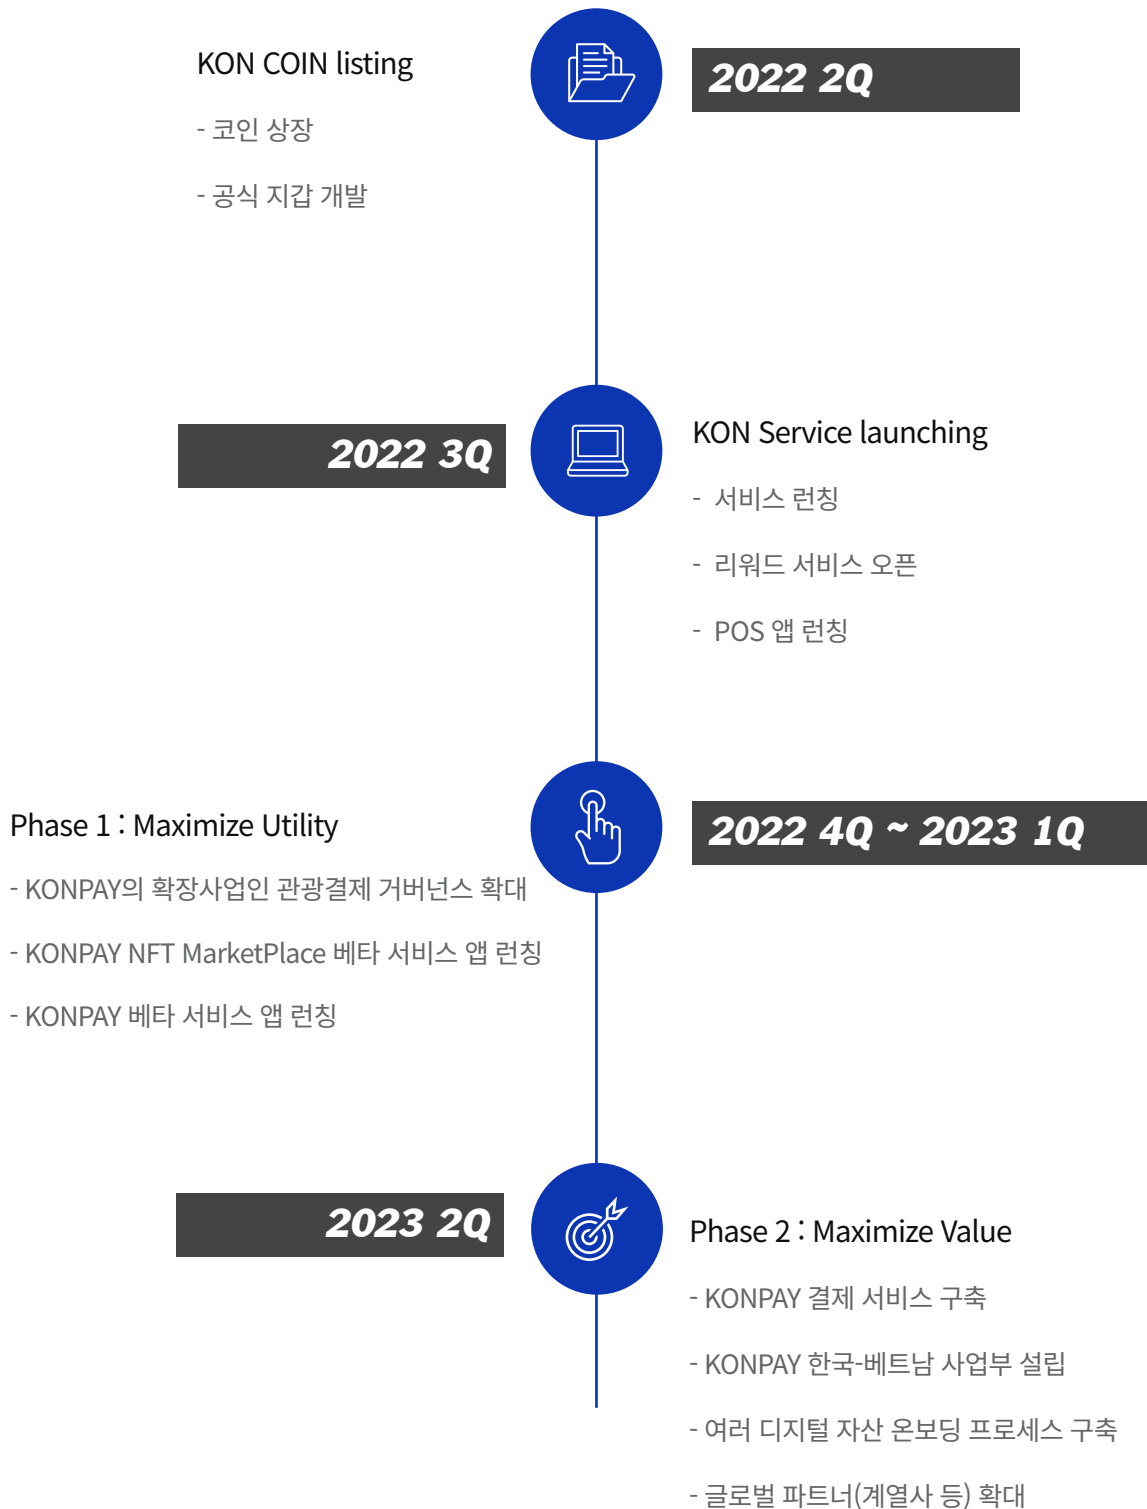 KON COIN listing
2022 2Q
- 코인 상장
- 공식 지갑 개발
2022 3Q
KON Service launching
- 서비스 런칭
- 리워드 서비스 오픈
- POS 앱 런칭
Phase 1 : Maximize Utility
2022 4Q ~ 2023 1Q
- KONPAY의 확장사업인 관광결제 거버넌스 확대
- KONPAY NFT MarketPlace 베타 서비스 앱 런칭
- KONPAY 베타 서비스 앱 런칭
2023 2Q
Phase 2 : Maximize Value
- KONPAY 결제 서비스 구축
- KONPAY 한국-베트남 사업부 설립
- 여러 디지털 자산 온보딩 프로세스 구축
- 글로벌 파트너(계열사 등) 확대